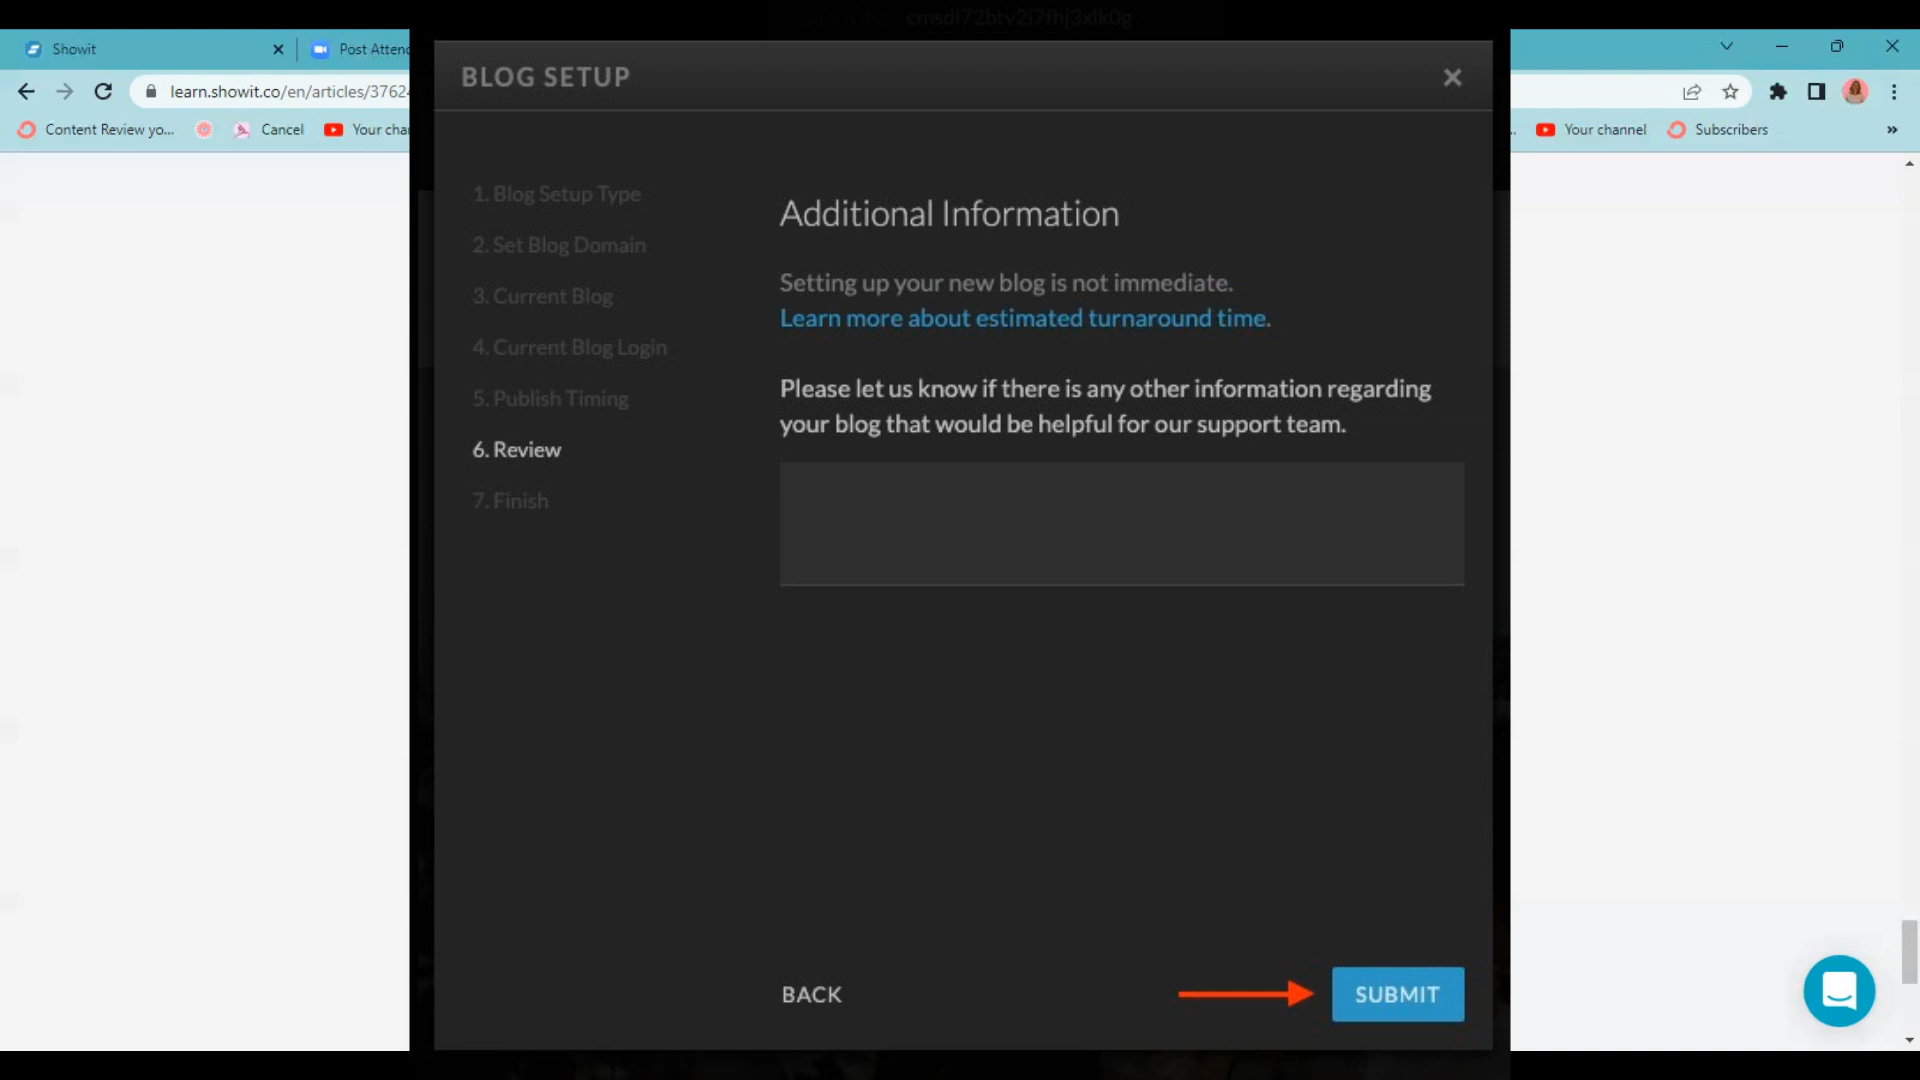 cmsdl72btv2i7fhj3xlk0g
Showit
Post Attend
learn.showit.co/en/articles/37624
Content Review yo...
Cancel
Your cha
Your channel
Subscribers
BLOG SETUP
1. Blog Setup Type
2. Set Blog Domain
3. Current Blog
4. Current Blog Login
5. Publish Timing
6. Review
7. Finish
Additional Information
Setting up your new blog is not immediate.
Learn more about estimated turnaround time.
Please let us know if there is any other information regarding
your blog that would be helpful for our support team.
BACK
SUBMIT